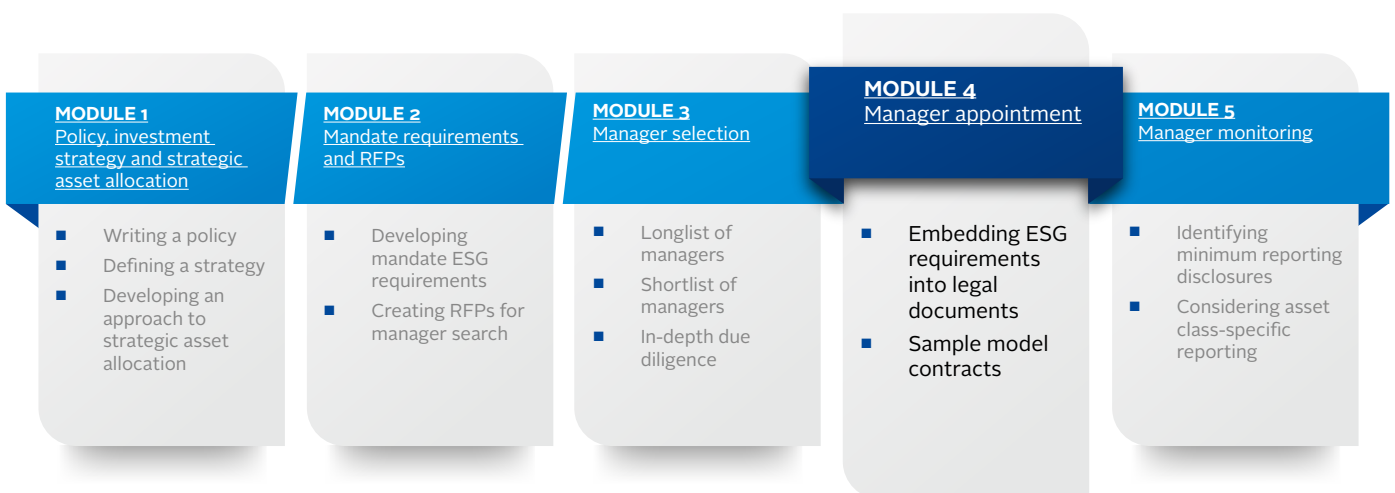 MODULE 1
Policy, investment
strategy and strategic
asset allocation
Writing a policy
Defining a strategy
Developing an
approach to
strategic asset
allocation
MODULE 2
Mandate requirements
and RFPs
Developing
mandate ESG
requirements
Creating RFPs for
manager search
MODULE 3
Manager selection
Longlist of
managers
Shortlist of
managers
In-depth due
diligence
MODULE 4
Manager appointment
Embedding ESG
requirements
into legal
documents
Sample model
contracts
MODULE 5
Manager monitoring
Identifying
minimum reporting
disclosures
Considering asset
class-specific
reporting